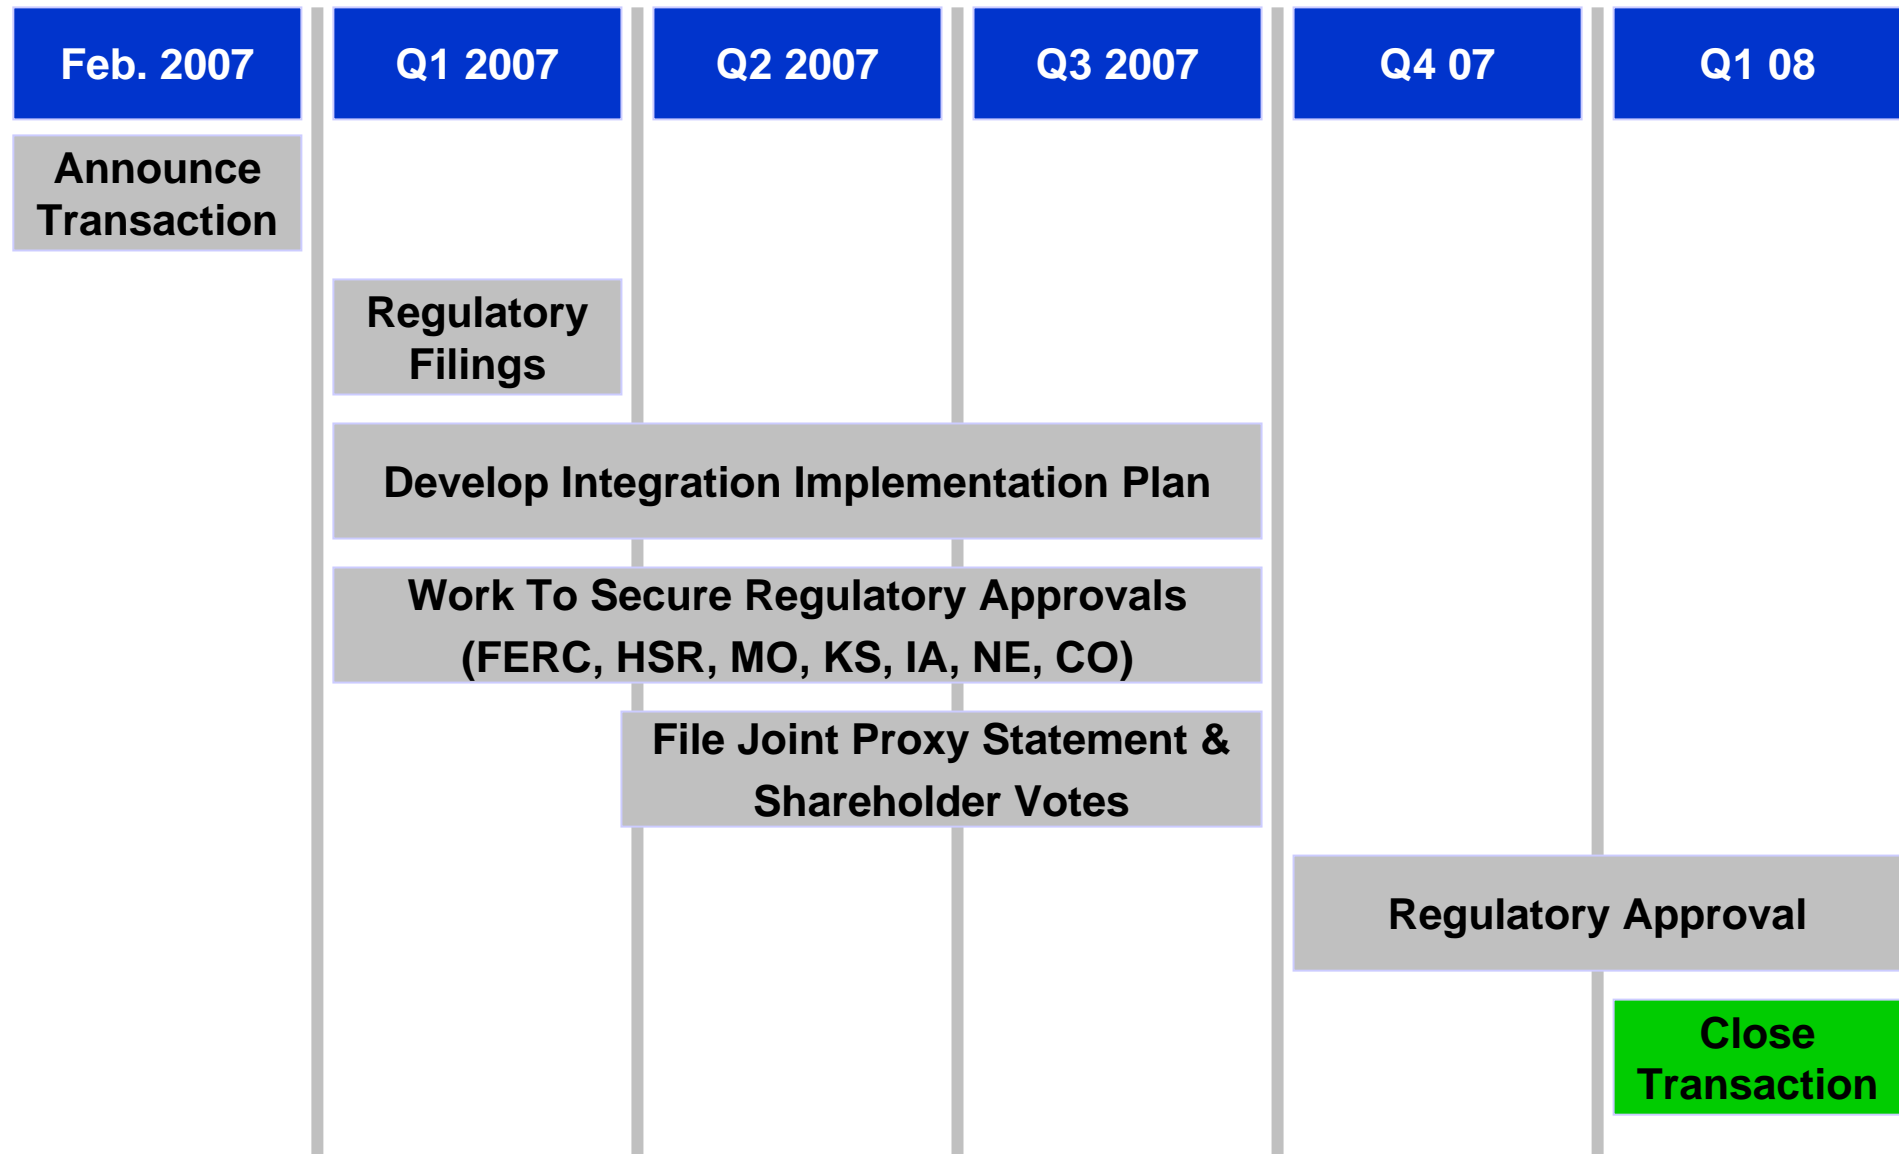 Feb. 2007
Q1 2007
Q2 2007
Q3 2007
Q4 07
Q1 08
Announce
Transaction
Regulatory
Filings
Develop Integration Implementation Plan
Work To Secure Regulatory Approvals
(FERC, HSR, MO, KS, IA, NE, CO)
File Joint Proxy Statement &
Shareholder Votes
Regulatory Approval
Close
Transaction